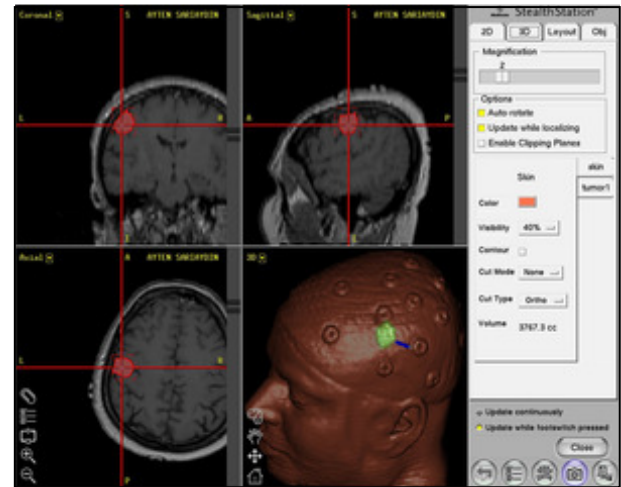 Coronal
S
AYTEN SARIAYDIN
L
R
I
Sagittal
S
AYTEN SARIAYDIN
A
P
I
Axial
A
AYTEN SARIAYDIN
L
R
P
3D
StealthStation
2D
3D
Layout
Obj
Magnification
2
Options
Auto rotate
Update while localizing
Enable Clipping Planes
skin
tumor1
Skin
Color
Visibility 40%
Contour
Cut Mode None
Cut Type Ortho
Volume 3767.3 cc
Update continuously
Update while footswitch pressed
Close